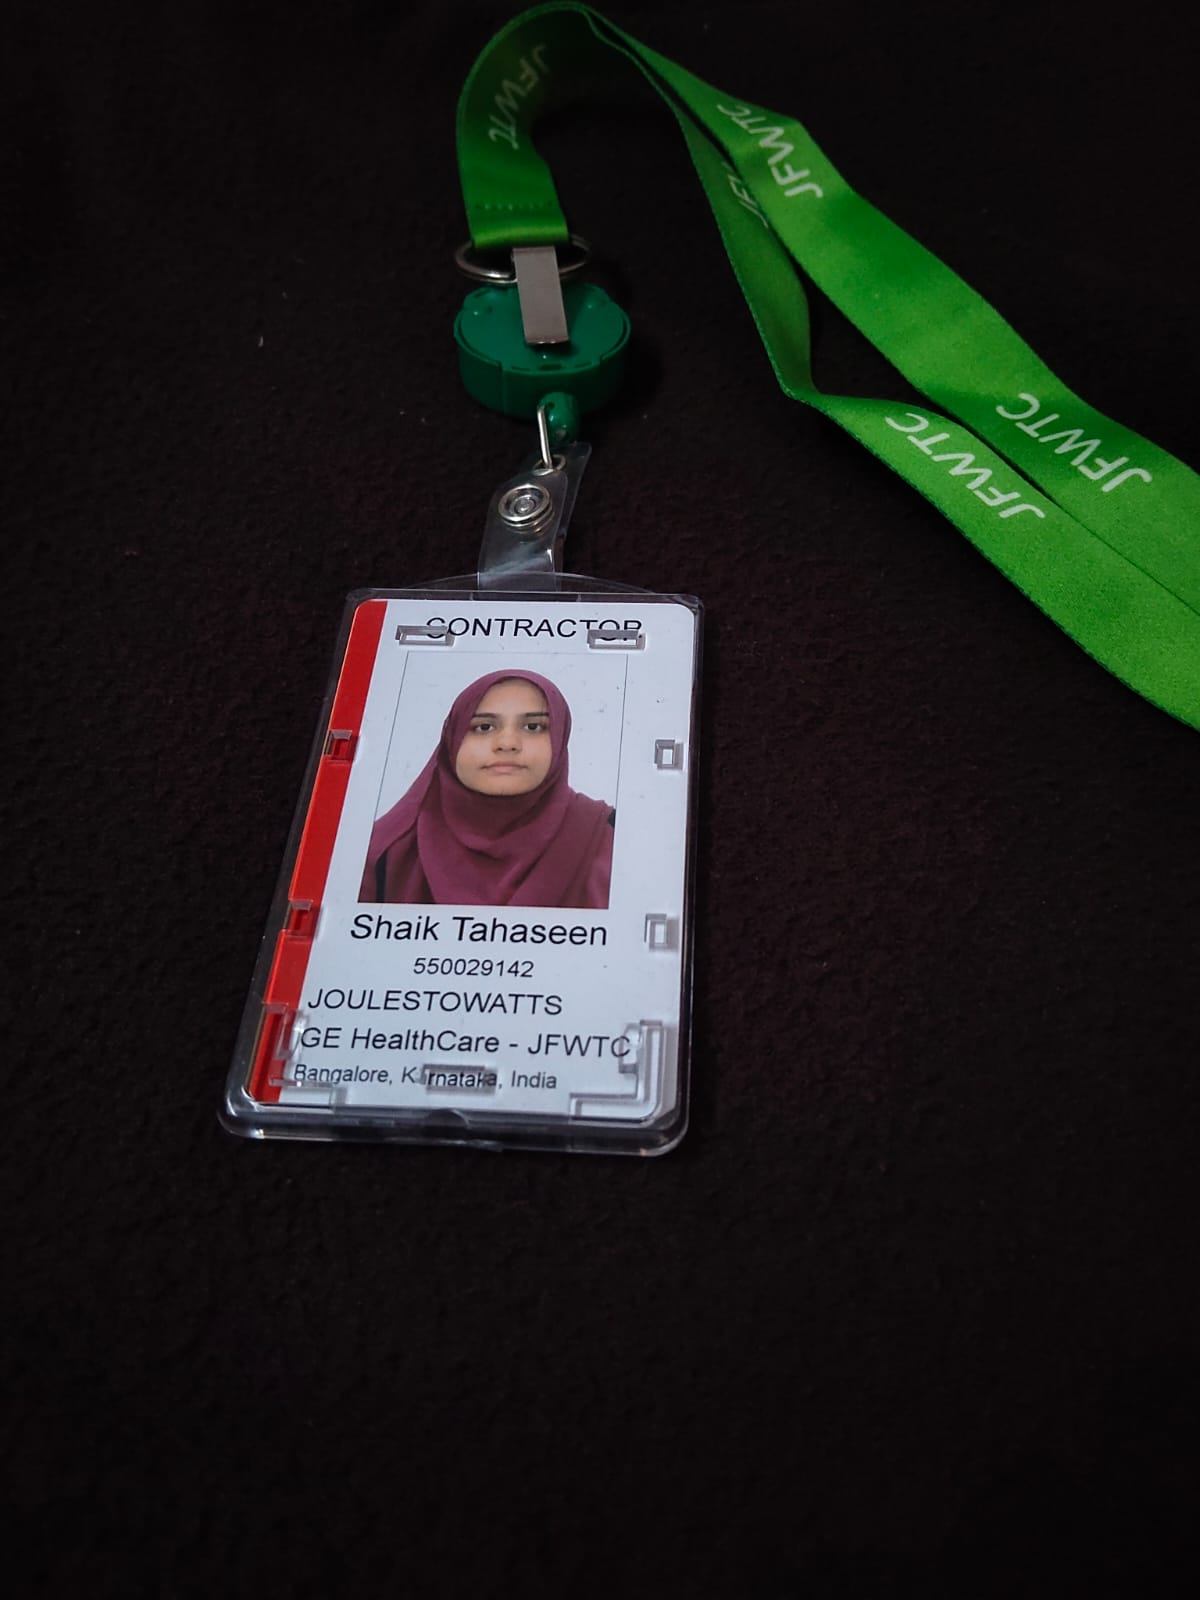 JFWTC
JFWTC
JFWTC
JFWTC
CONTRACTOR
Shaik Tahaseen
550029142
JOULESTOWATTS
GE HealthCare - JFWTC
Bangalore, Karnataka, India